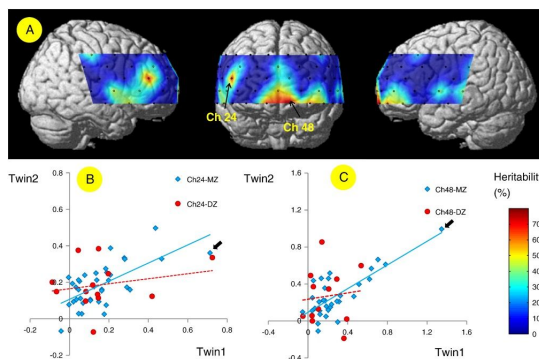 A
Ch 24
Ch 48
Twin2
B
Ch24-MZ
Ch24-DZ
0.8
0.6
0.4
0.2
0
-0.2
0
0.2
0.4
0.6
0.8
Twin1
Twin2
C
Ch48-MZ
Ch48-DZ
1.6
1.2
0.8
0.4
0
-0.4
-0.4
0
0.4
0.8
1.2
1.6
Twin1
Heritability
(%)
70
60
50
40
30
20
10
0